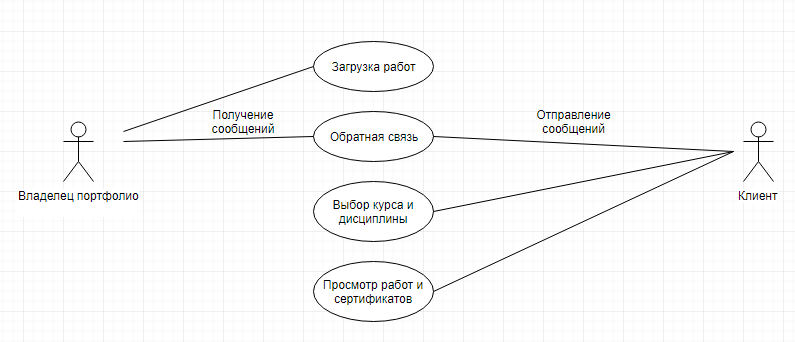 Загрузка работ
Получение
сообщений
Отправление
сообщений
Обратная связь
Владелец портфолио
Клиент
Выбор курса и
дисциплины
Просмотр работ и
сертификатов